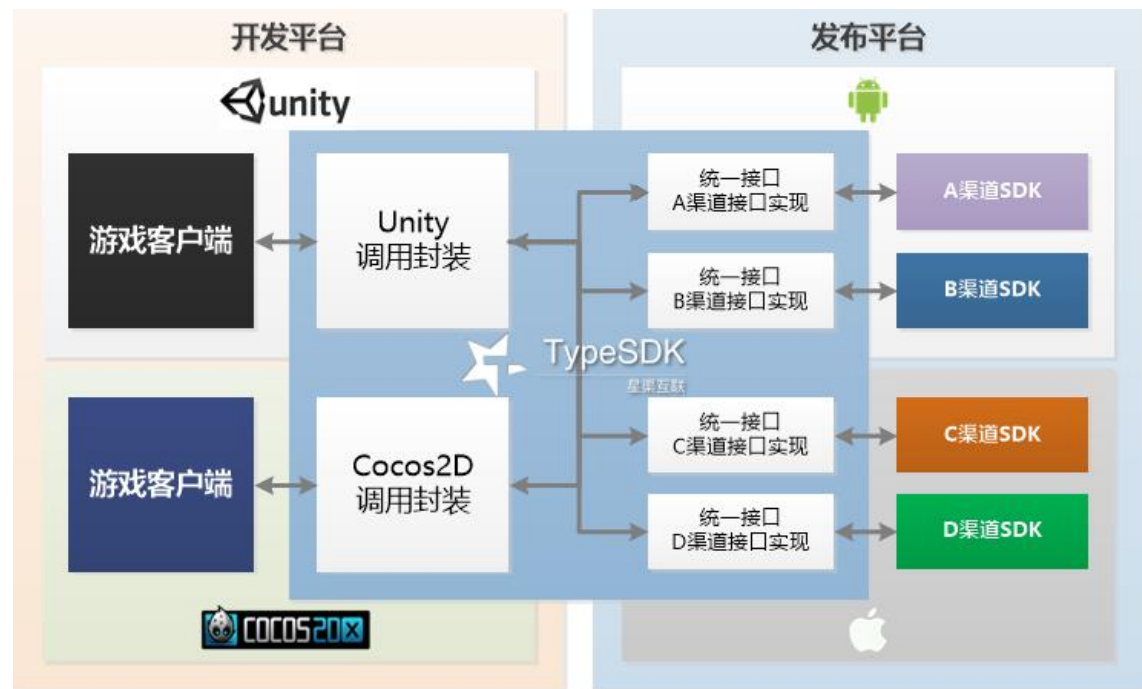 开发平台
发布平台
unity
游戏客户端
Unity
调用封装
统一接口
A渠道接口实现
A渠道SDK
统一接口
B渠道接口实现
B渠道SDK
TypeSDK
星渠互联
游戏客户端
Cocos2D
调用封装
统一接口
C渠道接口实现
C渠道SDK
统一接口
D渠道接口实现
D渠道SDK
COCOS2DX